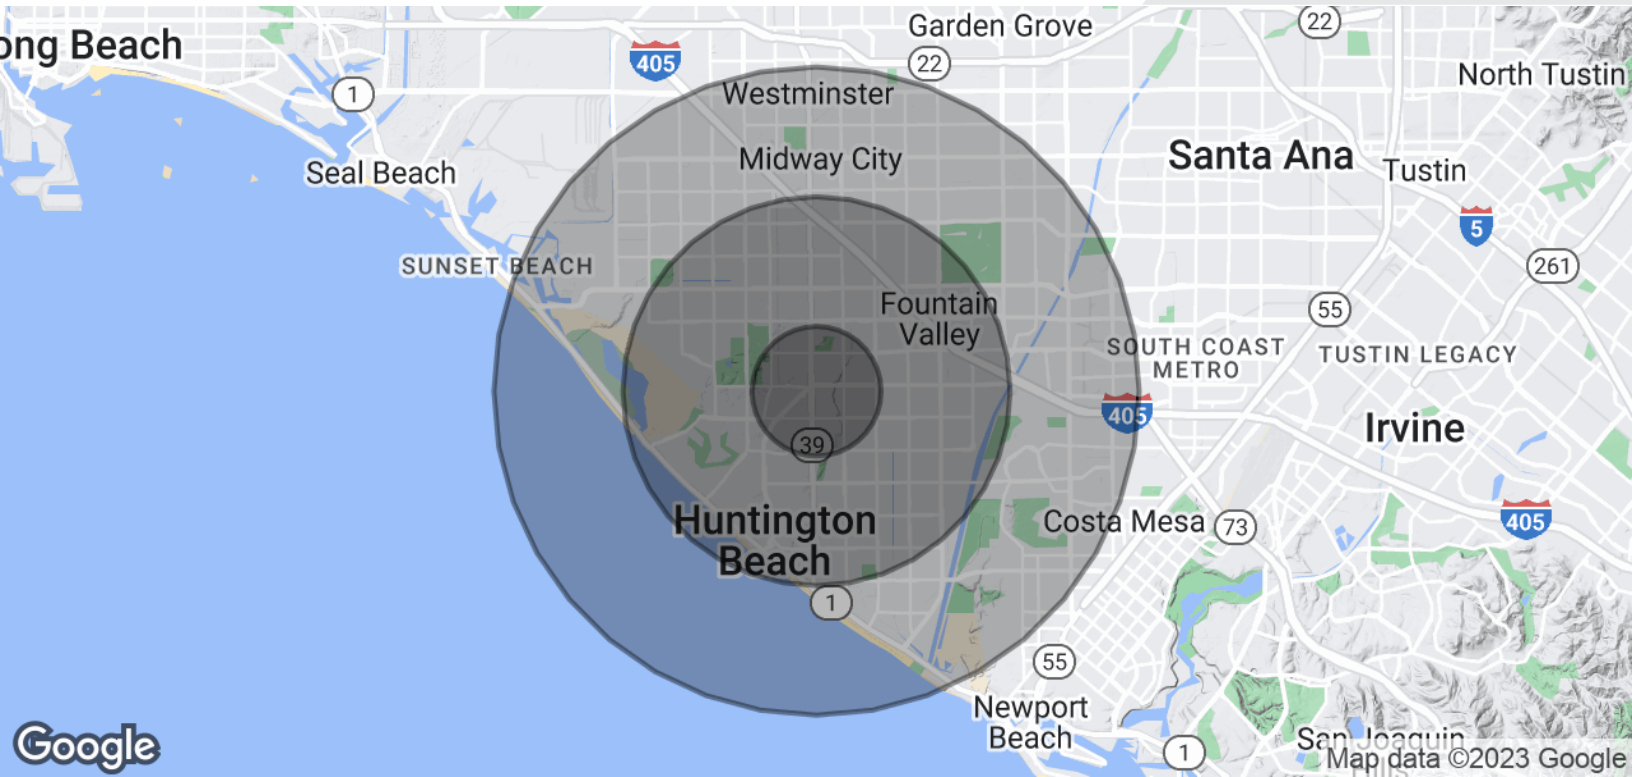 Garden Grove
22
22
ong Beach
405
North Tustin
1
Westminster
Midway City
Santa Ana
Tustin
Seal Beach
5
SUNSET BEACH
261
Fountain
Valley
55
SOUTH COAST
METRO
TUSTIN LEGACY
405
Irvine
39
Huntington
Beach
Costa Mesa
73
405
1
55
Newport
Beach
San Joaquin
Hills
1
Google
Map data ©2023 Google